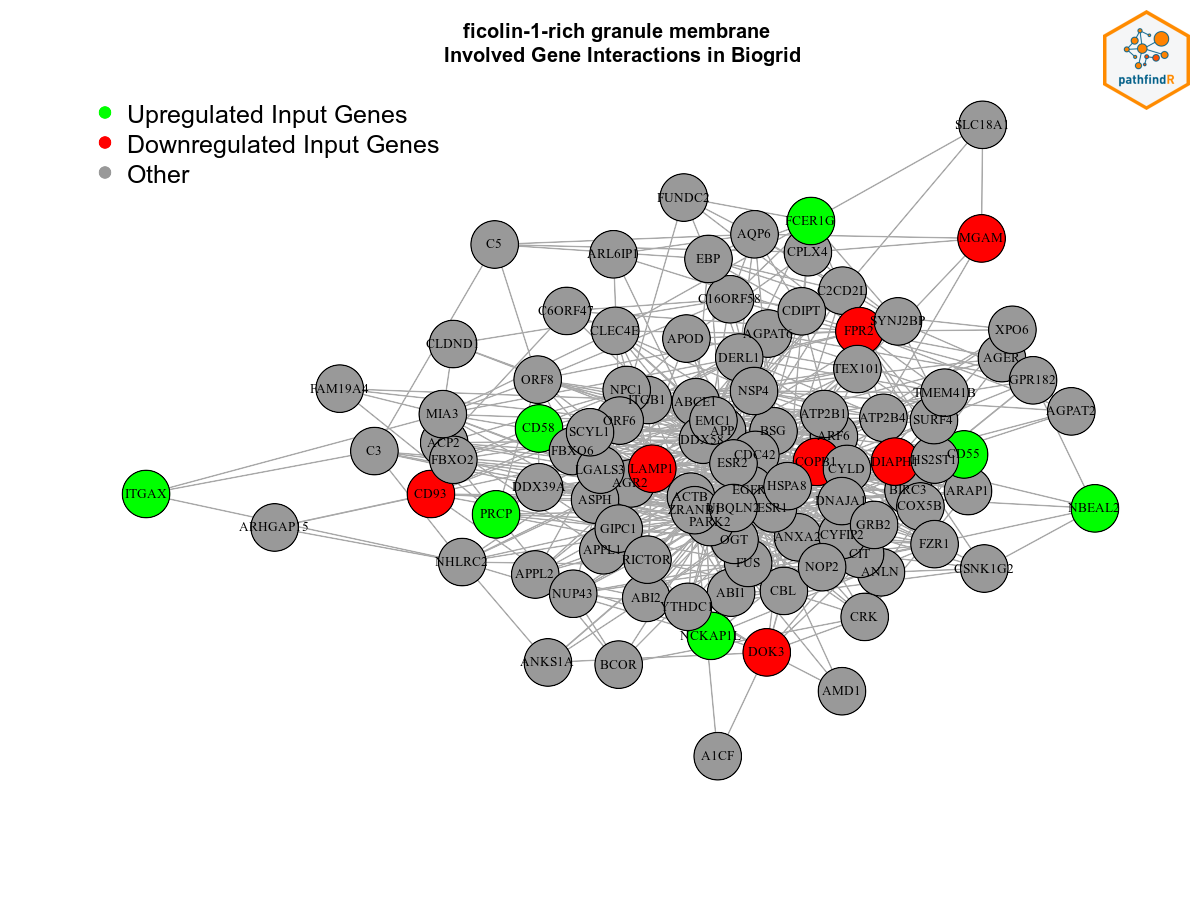 ficolin-1-rich granule membrane
Involved Gene Interactions in Biogrid
pathfindR
Upregulated Input Genes
Downregulated Input Genes
Other
SLC18A1
FUNDC2
FCER1G
AQP6
MGAM
C5
ARL6IP1
EBP
CPLX4
C2CD2L
C16ORF58
C6ORF47
CDIPT
SYNJ2BP
CLEC4E
FPR2
XPO6
AGPAT6
APOD
CLDND
DERL1
AGER
TEX101
ORF8
GPR182
FAM19A4
NPC1
NSP4
TMEM41B
ITGB1
ABCE1
AGPAT2
MIA3
ATP2B1
ATP2B4
ORF6
EMC1
SURF4
CD58
SCYL1
APP
BSG
ARF6
DDX58
ACP2
C3
FBXO6
CDC42
CD55
FBXO2
ESR2
COPB1
DIAPH1
HS2ST1
LGALS3
LAMP1
CYLD
AGR2
HSPA8
DDX39A
EGFR
BIRC3
ARAP1
ITGAX
CD93
ACTB
ASPH
DNAJA1
COX5B
UBQLN2
ESR1
NBEAL2
ZRANB1
PRCP
PARK2
ARHGAP15
GIPC1
GRB2
CYFIP2
ANXA2
OGT
FZR1
APPL1
CIT
RICTOR
NHLRC2
FUS
NOP2
CSNK1G2
ANLN
APPL2
CBL
NUP43
ABI1
ABI2
YTHDC1
CRK
NCKAP1L
DOK3
ANKS1A
BCOR
AMD1
A1CF